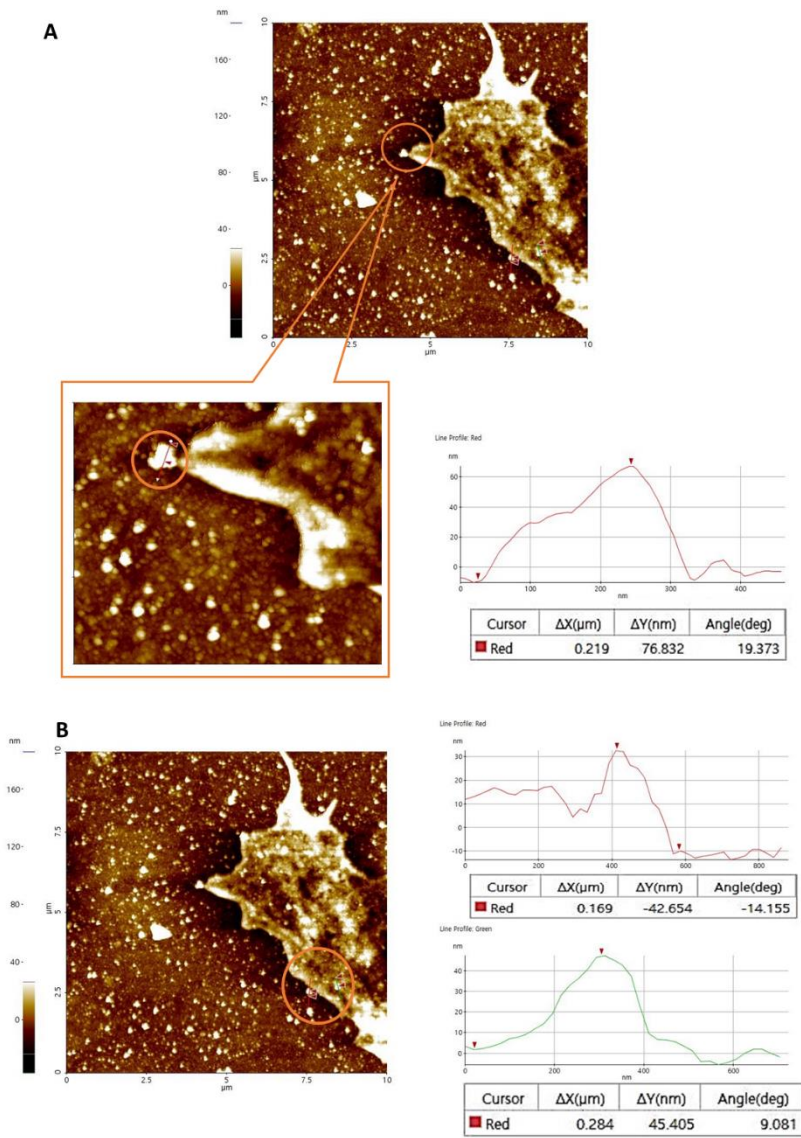 A
nm
160
120
80
40
0
10
7.5
5
2.5
0
μm
0
2.5
5
7.5
10
μm
Line Profile: Red
nm
60
40
20
0
0
100
200
300
400
nm
Cursor ΔX(μm) ΔY(nm) Angle(deg)
Red 0.219 76.832 19.373
B
nm
160
120
80
40
0
10
7.5
5
2.5
0
μm
0
2.5
5
7.5
10
μm
Line Profile: Red
nm
30
20
10
0
-10
0
200
400
600
800
nm
Cursor ΔX(μm) ΔY(nm) Angle(deg)
Red 0.169 -42.654 -14.155
Line Profile: Green
nm
40
30
20
10
0
0
200
400
600
nm
Cursor ΔX(μm) ΔY(nm) Angle(deg)
Red 0.284 45.405 9.081